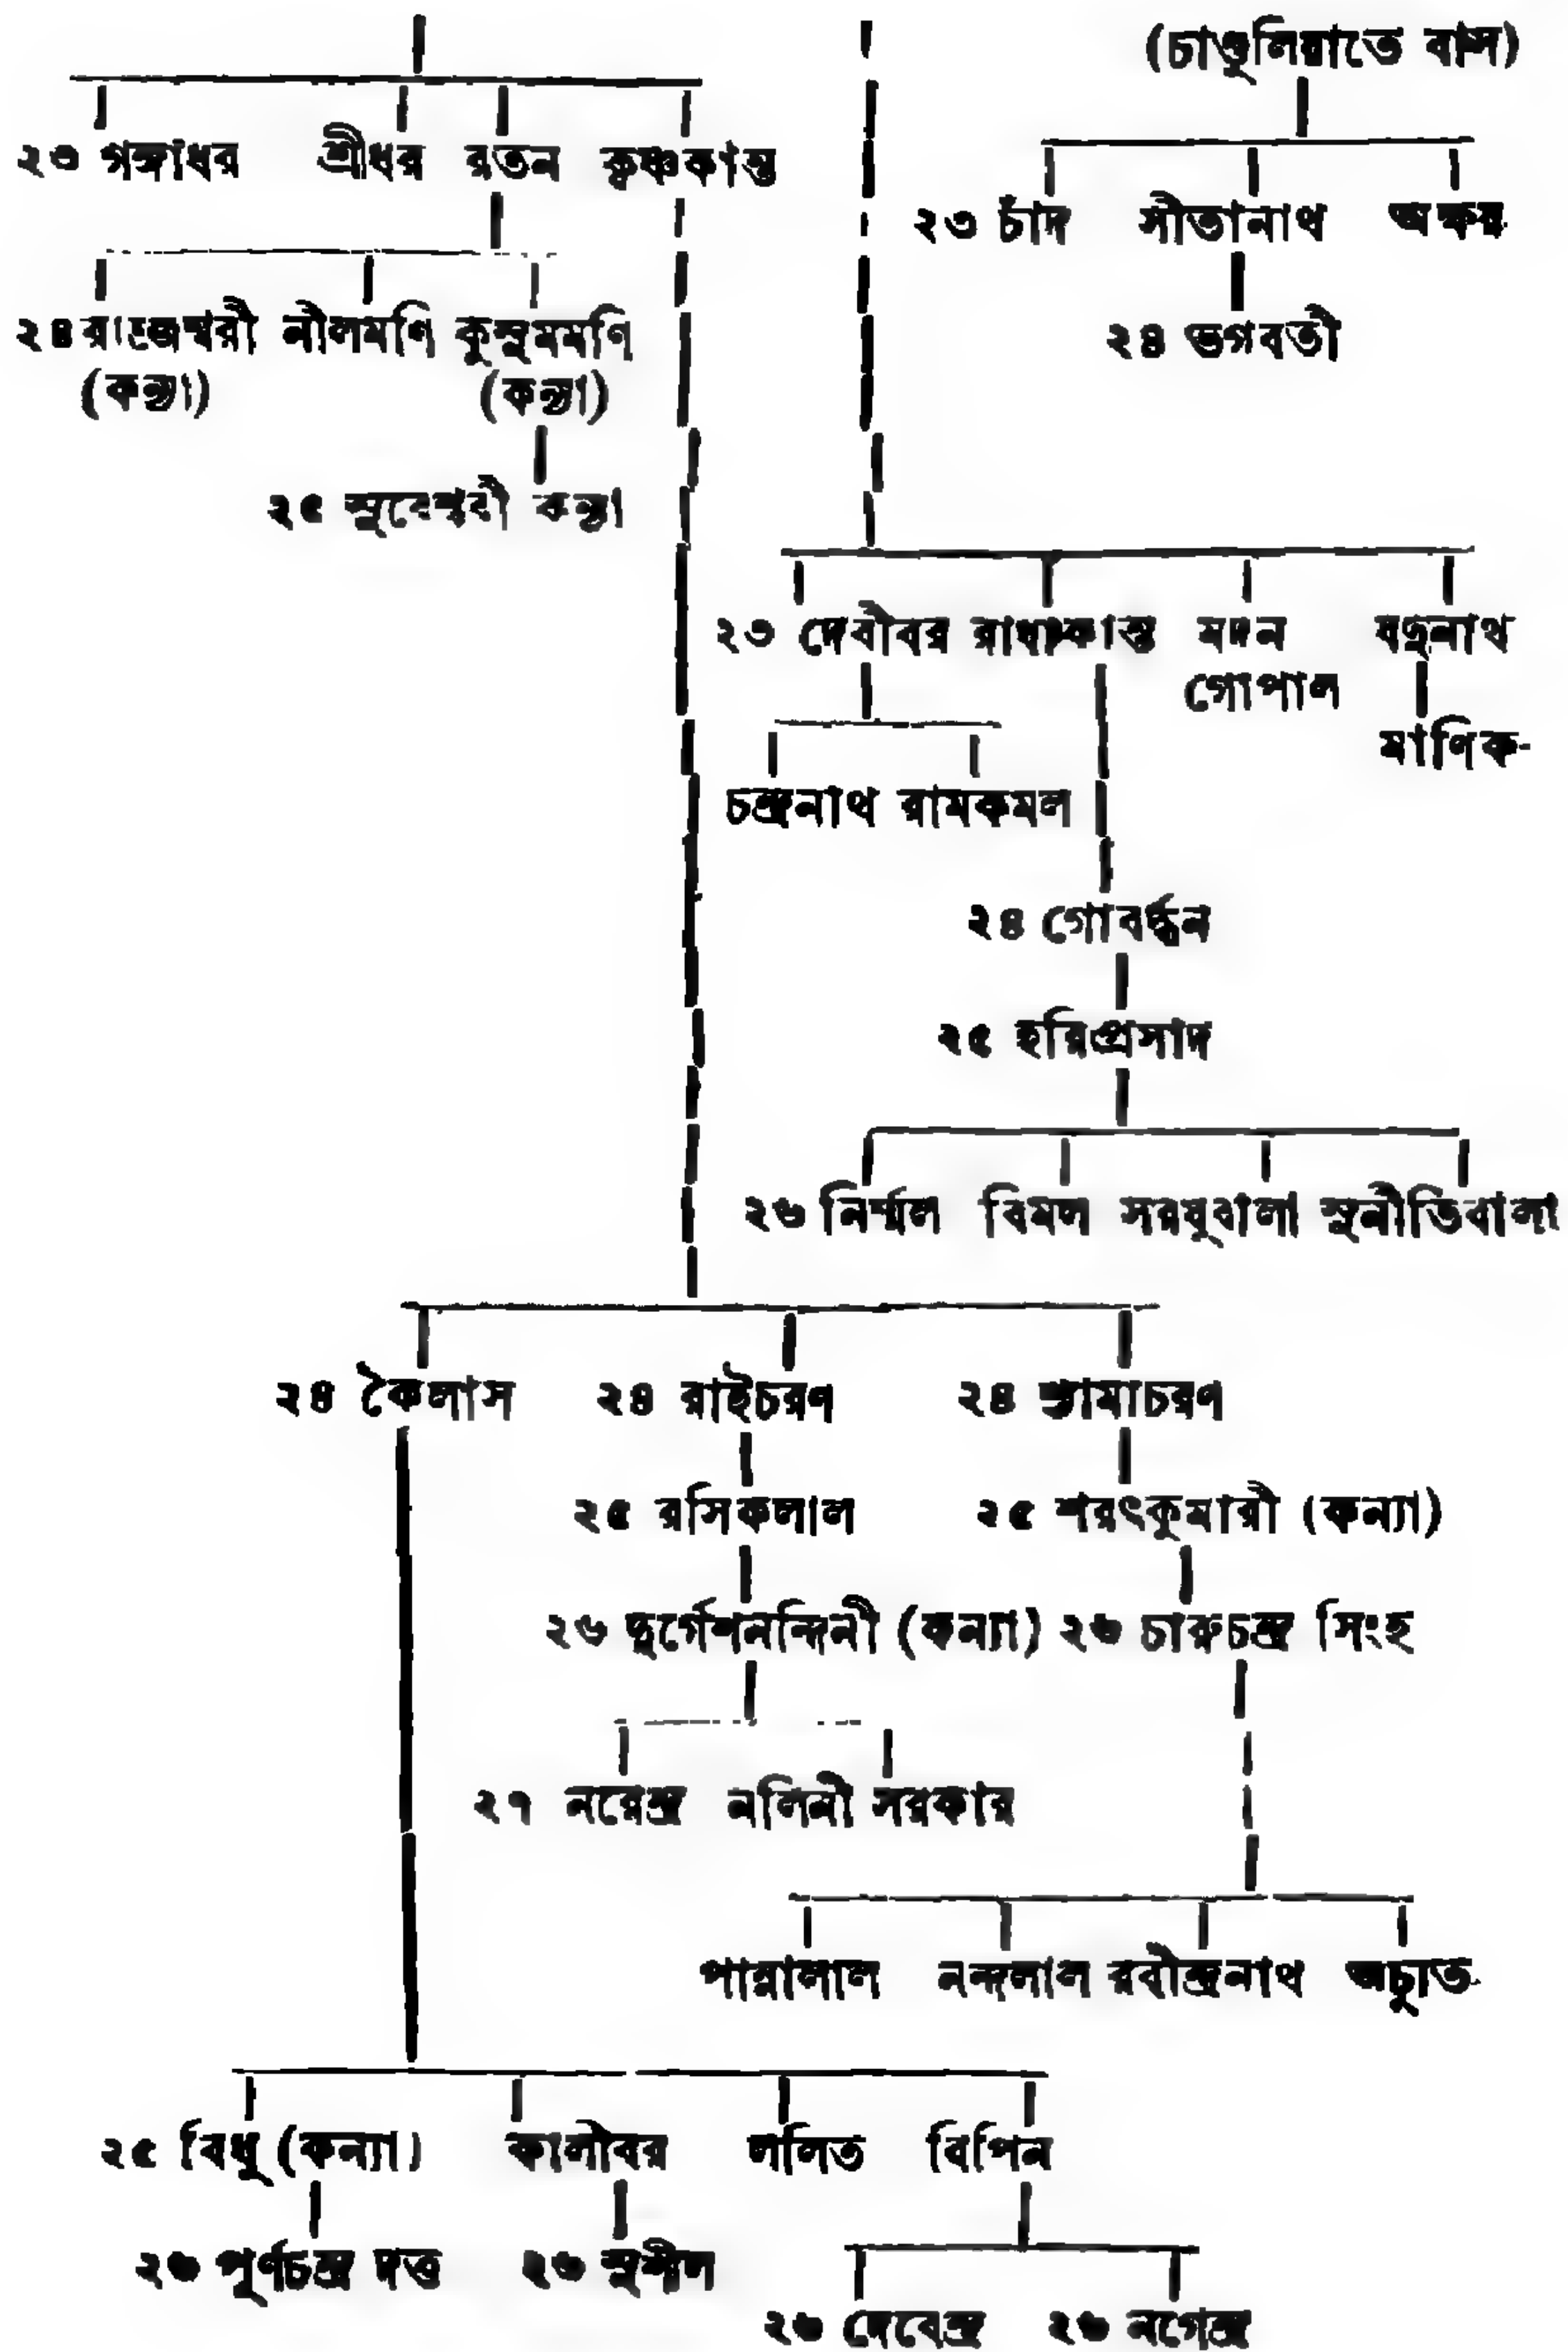 (চাণ্ডুলিয়াতে বাস)
২৩ গঙ্গাধর শ্রীধর রতন কৃষ্ণকান্ত
২৩ চাঁদ সীতানাথ অক্ষয়
২৪ রাজেশ্বরী নীলমণি কুসুমমণি
২৪ ভগবতী
(কন্যা) (কন্যা)
২৫ সুরেশ্বরী কন্যা
২৩ দেবীবর রাধাকান্ত মদন যদুনাথ
গোপাল
মাণিক
চন্দ্রনাথ রামকমল
২৪ গোবর্দ্ধন
২৫ হরিপ্রসাদ
২৬ নির্ম্মল বিমল সরযুবালা সুনীতিবালা
২৪ কৈলাস ২৪ রাইচরণ ২৪ শ্যামাচরণ
২৫ রসিকলাল ২৫ শরৎকুমারী (কন্যা)
২৬ দুর্গেশনন্দিনী (কন্যা) ২৬ চারুচন্দ্র সিংহ
২৭ নরেন্দ্র নলিনী সরকার
পান্নালাল নন্দলাল রবীন্দ্রনাথ অচ্যুত
২৫ বিধু (কন্যা) কালীবর ললিত বিপিন
২৬ পূর্ণচন্দ্র দত্ত ২৬ সুশীল
২৬ দেবেন্দ্র ২৬ নগেন্দ্র